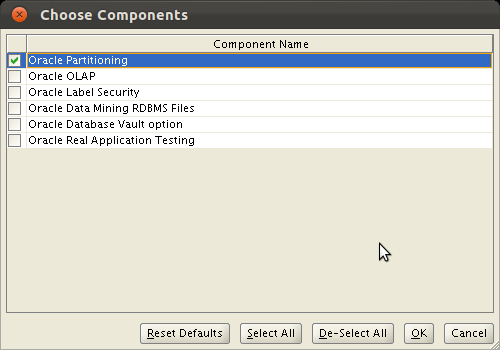 Choose Components
Component Name
Oracle Partitioning
Oracle OLAP
Oracle Label Security
Oracle Data Mining RDBMS Files
Oracle Database Vault option
Oracle Real Application Testing
Reset Defaults Select All De-Select All OK Cancel